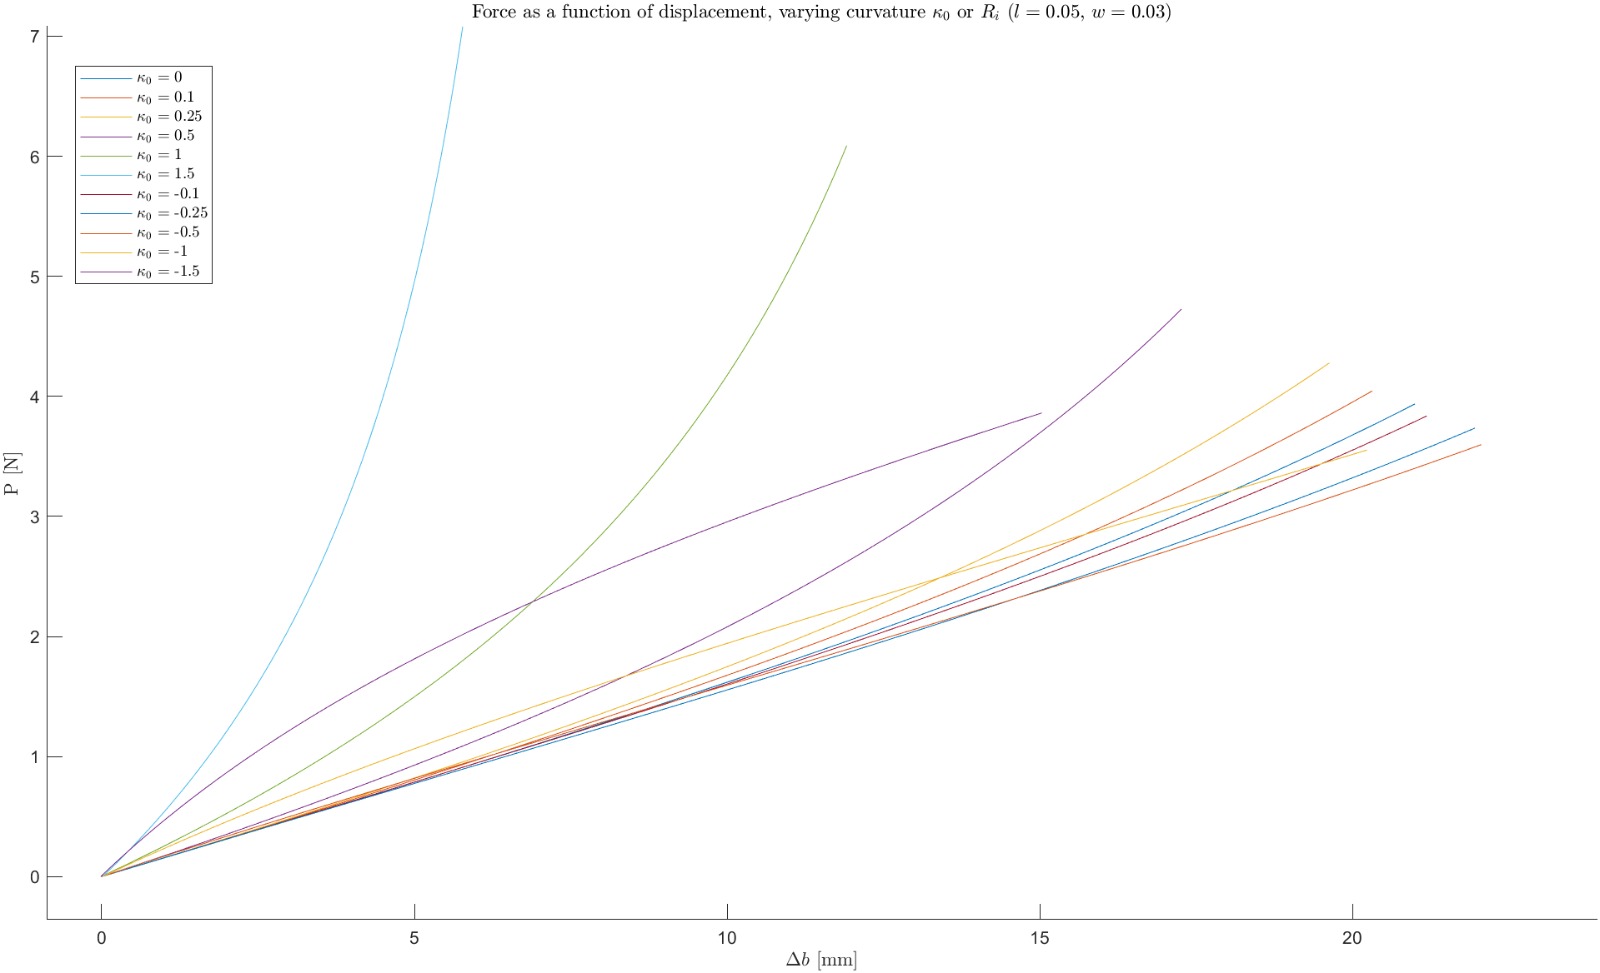 Force as a function of displacement, varying curvature κ₀ or Rᵢ (l = 0.05, w = 0.03)
7
κ₀ = 0
κ₀ = 0.1
κ₀ = 0.25
κ₀ = 0.5
κ₀ = 1
κ₀ = 1.5
κ₀ = -0.1
κ₀ = -0.25
κ₀ = -0.5
κ₀ = -1
κ₀ = -1.5
6
5
4
P [N]
3
2
1
0
0 5 10 15 20
Δb [mm]